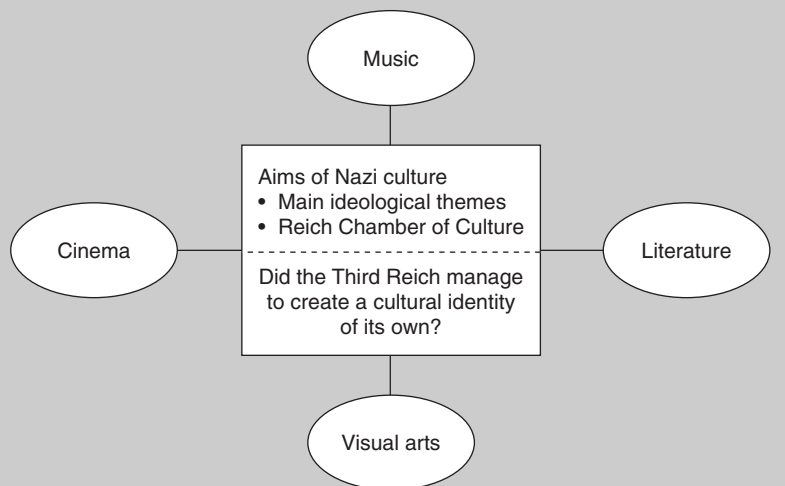 Music
Aims of Nazi culture
• Main ideological themes
• Reich Chamber of Culture
Cinema
Literature
Did the Third Reich manage
to create a cultural identity
of its own?
Visual arts